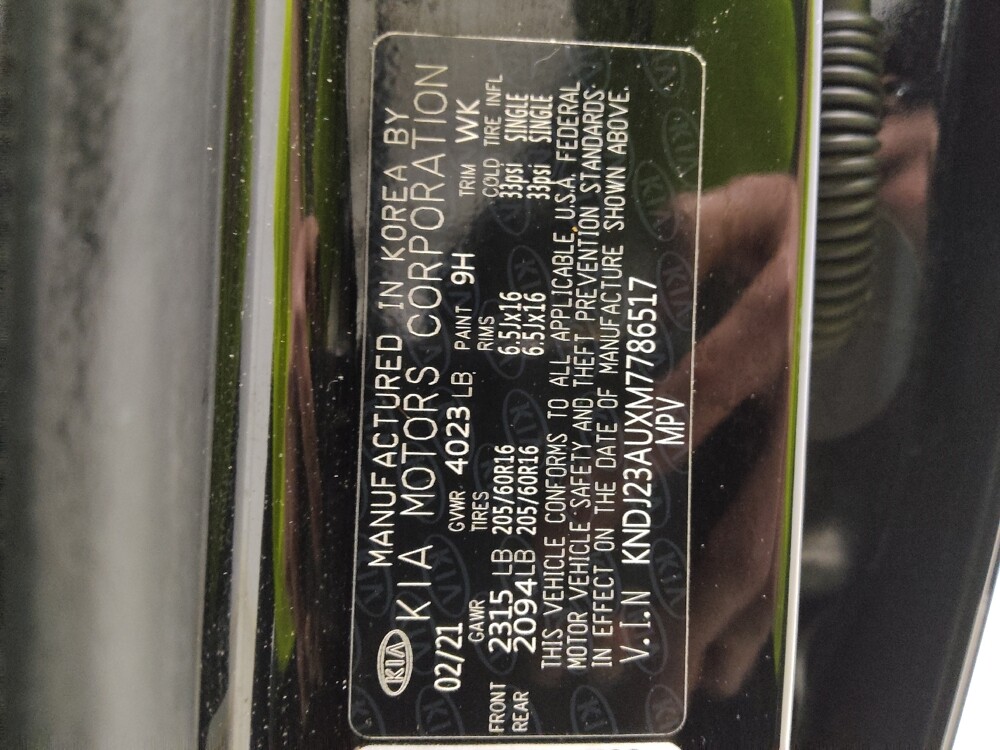 KIA MANUFACTURED IN KOREA BY
KIA MOTORS CORPORATION
02/21 GVWR 4023 LB PAINT 9H TRIM WK
GAWR TIRES RIMS COLD TIRE INFL
FRONT 2315 LB 205/60R16 6.5Jx16 33psi SINGLE
REAR 2094 LB 205/60R16 6.5Jx16 33psi SINGLE
THIS VEHICLE CONFORMS TO ALL APPLICABLE U.S.A. FEDERAL
MOTOR VEHICLE SAFETY AND THEFT PREVENTION STANDARDS
IN EFFECT ON THE DATE OF MANUFACTURE SHOWN ABOVE.
V.I.N KNDJ23AUXM7786517
MPV